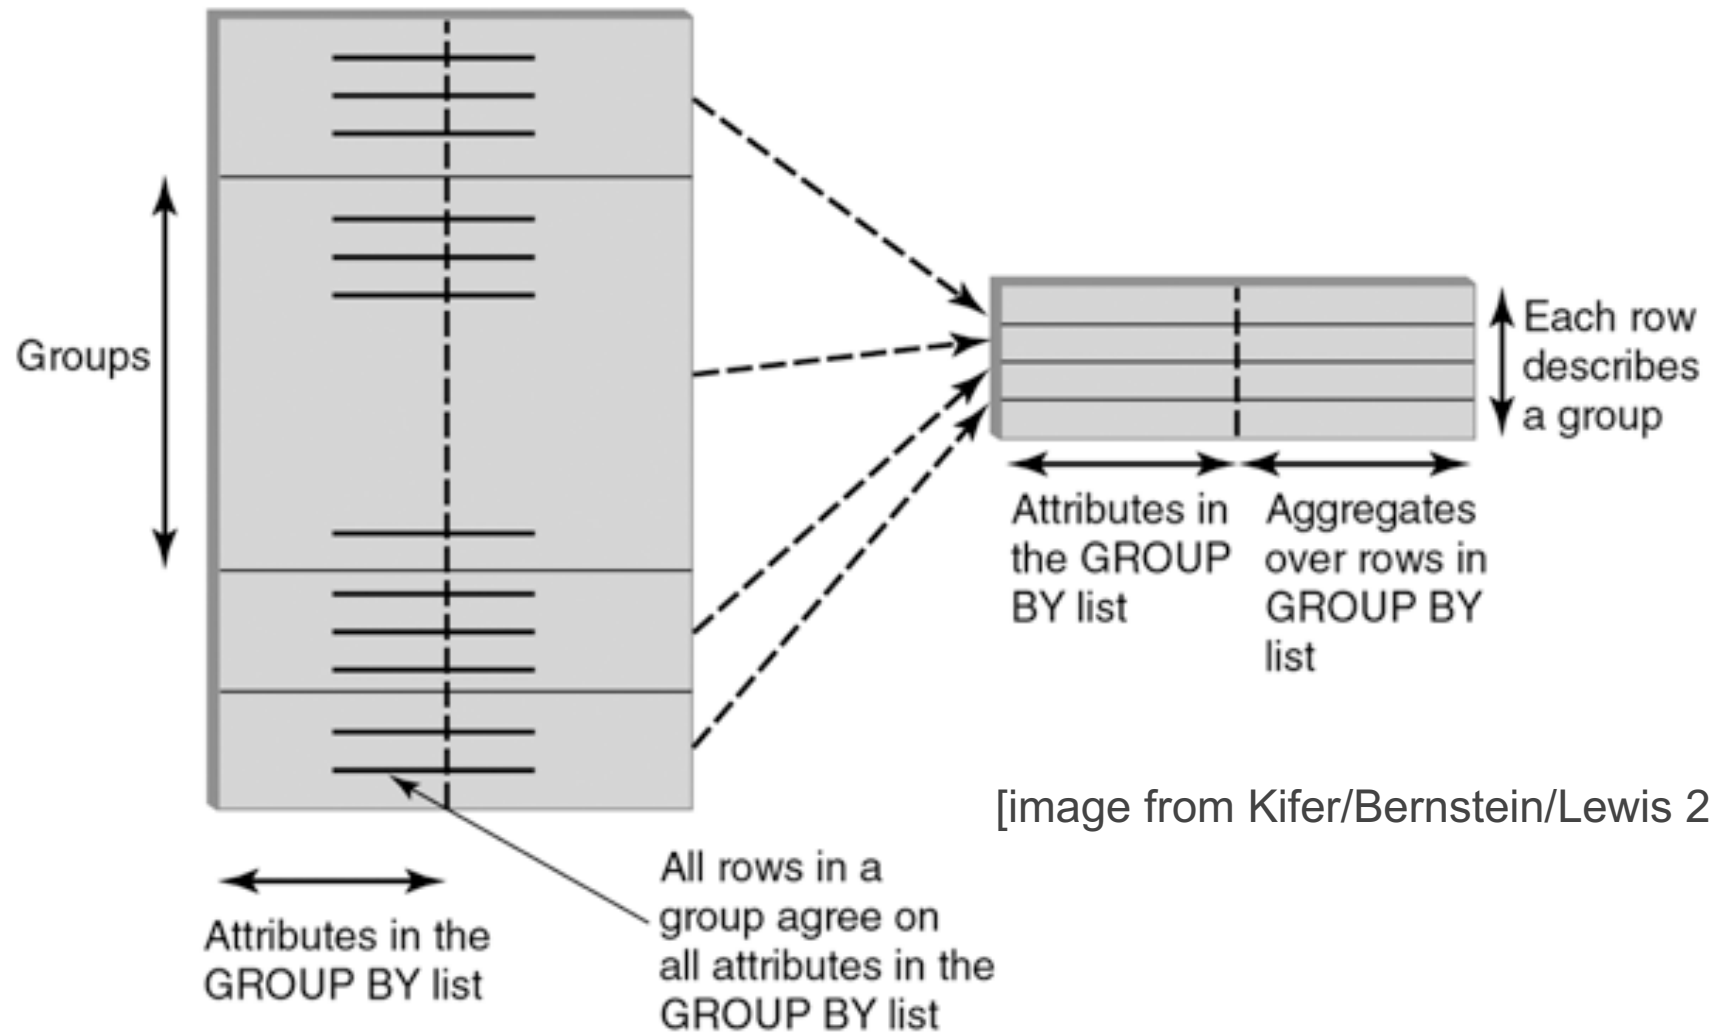 Groups
Each row
describes
a group
Attributes in
the GROUP
BY list
Aggregates
over rows in
GROUP BY
list
[image from Kifer/Bernstein/Lewis 2
Attributes in the
GROUP BY list
All rows in a
group agree on
all attributes in the
GROUP BY list